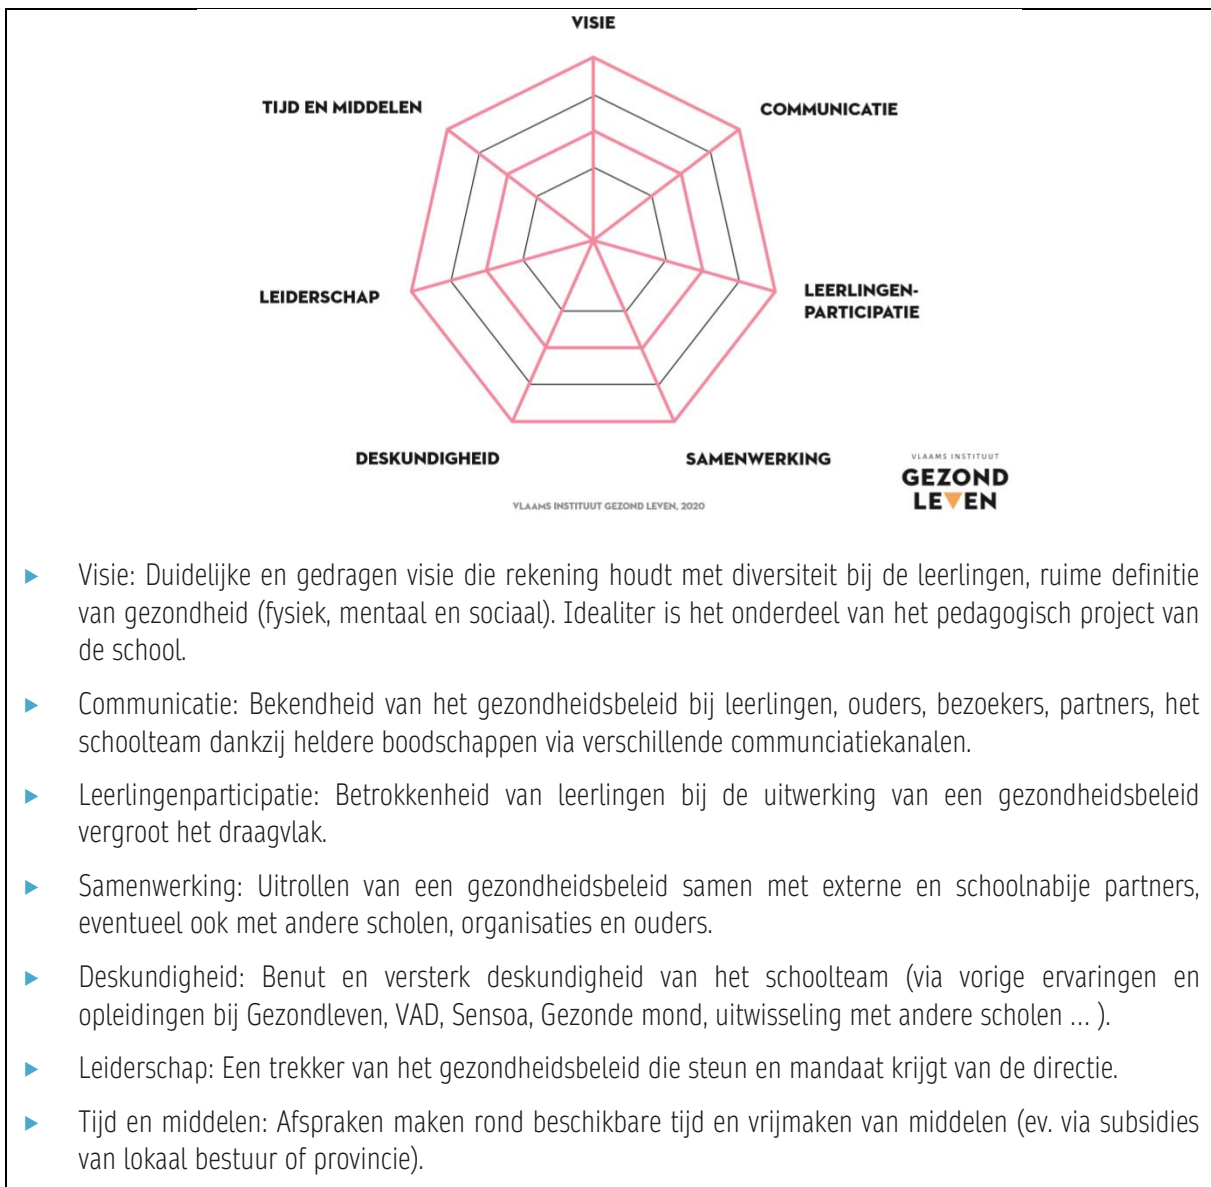 VISIE
TIJD EN MIDDELEN
COMMUNICATIE
LEIDERSCHAP
LEERLINGEN-
PARTICIPATIE
DESKUNDIGHEID
SAMENWERKING
VLAAMS INSTITUUT
GEZOND
LEVEN
VLAAMS INSTITUUT GEZOND LEVEN, 2020
▶ Visie: Duidelijke en gedragen visie die rekening houdt met diversiteit bij de leerlingen, ruime definitie
van gezondheid (fysiek, mentaal en sociaal). Idealiter is het onderdeel van het pedagogisch project van
de school.
▶ Communicatie: Bekendheid van het gezondheidsbeleid bij leerlingen, ouders, bezoekers, partners, het
schoolteam dankzij heldere boodschappen via verschillende communciatiekanalen.
▶ Leerlingenparticipatie: Betrokkenheid van leerlingen bij de uitwerking van een gezondheidsbeleid
vergroot het draagvlak.
▶ Samenwerking: Uitrollen van een gezondheidsbeleid samen met externe en schoolnabije partners,
eventueel ook met andere scholen, organisaties en ouders.
▶ Deskundigheid: Benut en versterk deskundigheid van het schoolteam (via vorige ervaringen en
opleidingen bij Gezondleven, VAD, Sensoa, Gezonde mond, uitwisseling met andere scholen ... ).
▶ Leiderschap: Een trekker van het gezondheidsbeleid die steun en mandaat krijgt van de directie.
▶ Tijd en middelen: Afspraken maken rond beschikbare tijd en vrijmaken van middelen (ev. via subsidies
van lokaal bestuur of provincie).